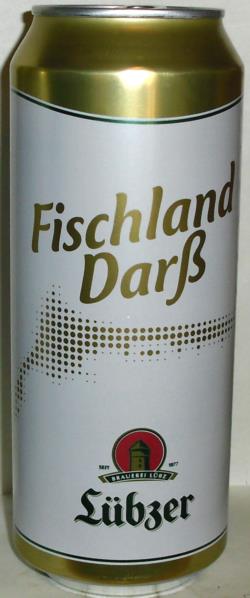 Fischland
Darß
SEIT 1877
BRAUEREI LÜBZ
Lübzer